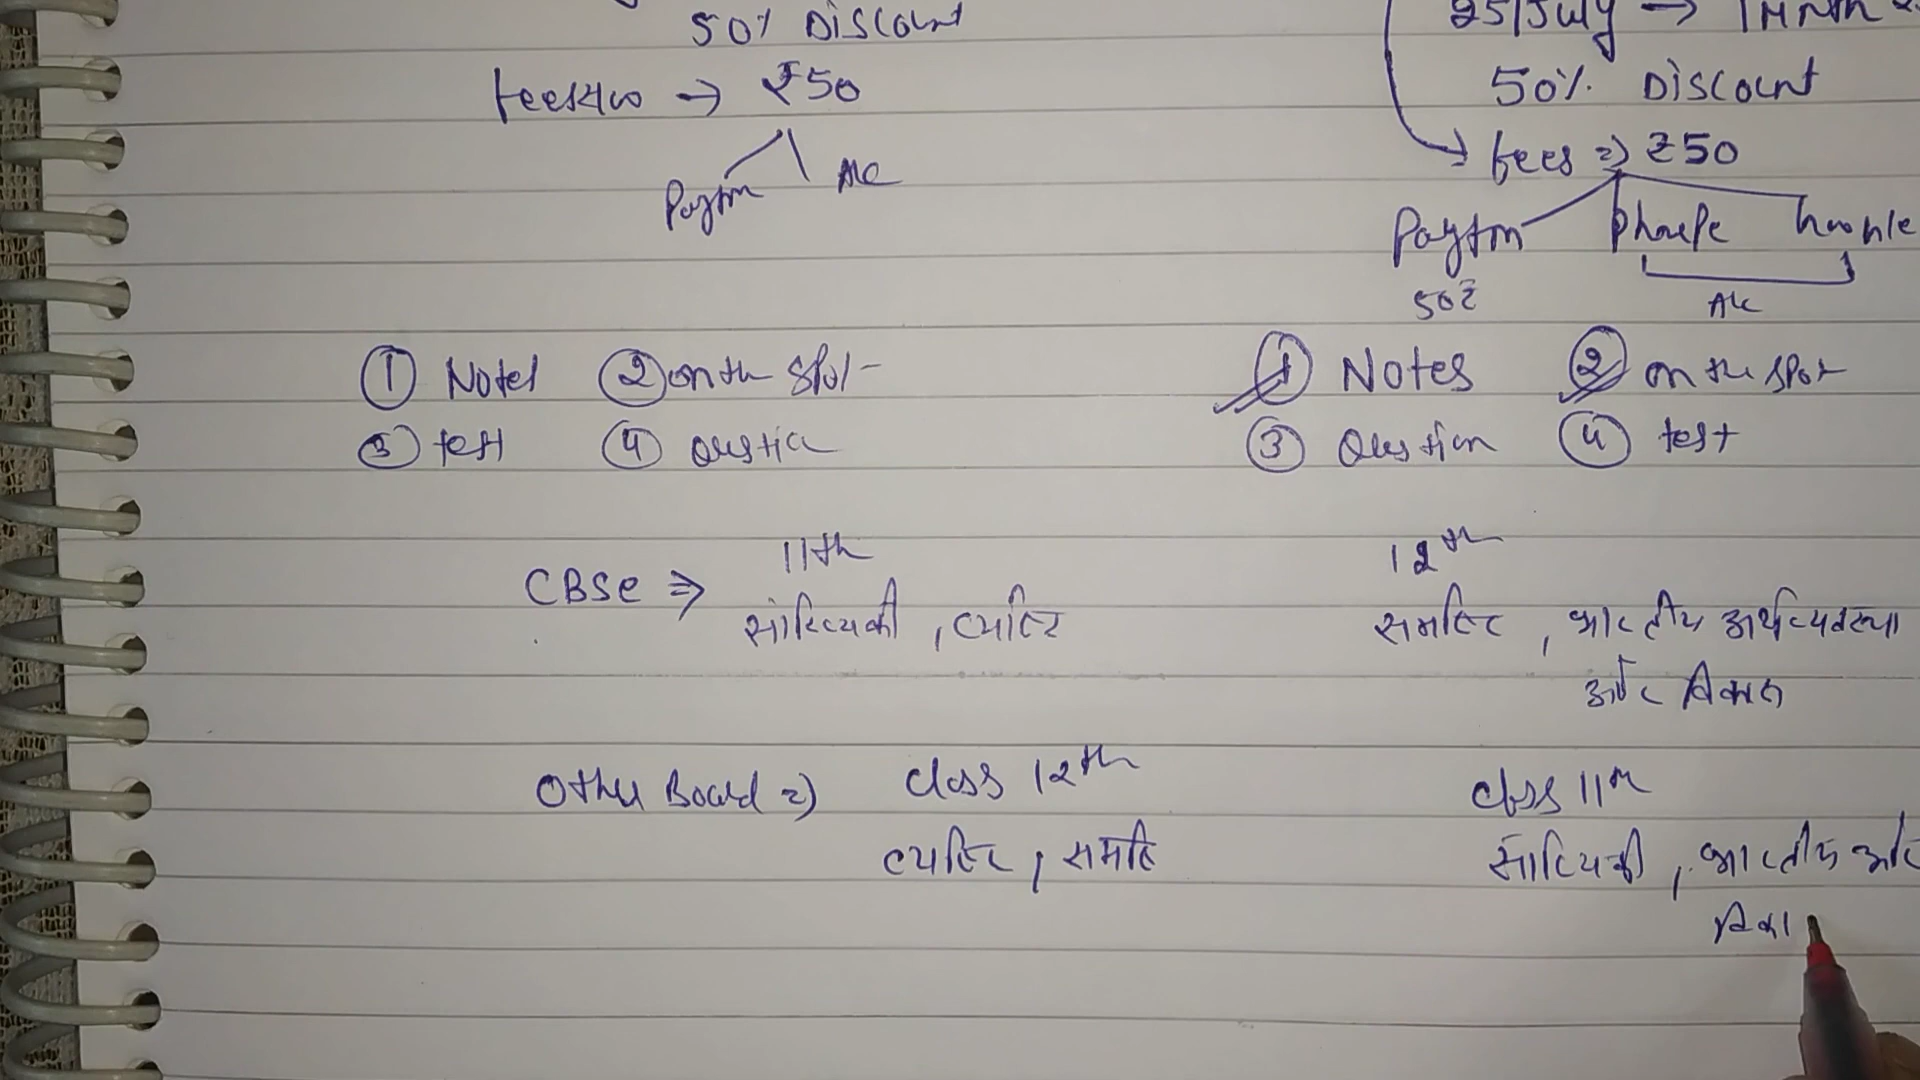 50% Discount
25/July →
50% Discount
→ ₹50
fees ⇒ ₹50
Paytm A/c
Paytm PhonePe
50₹ A/c
① Notes ② on the spot
① Notes ② on the spot
③ test ④ Question
③ Question ④ test
11th
12th
CBSE ⇒ सांख्यिकी , व्यष्टि
समष्टि , भारतीय अर्थव्यवस्था
और विकास
Other Board ⇒ Class 12th
Class 11th
व्यष्टि , समष्टि
सांख्यिकी , भारतीय
विका